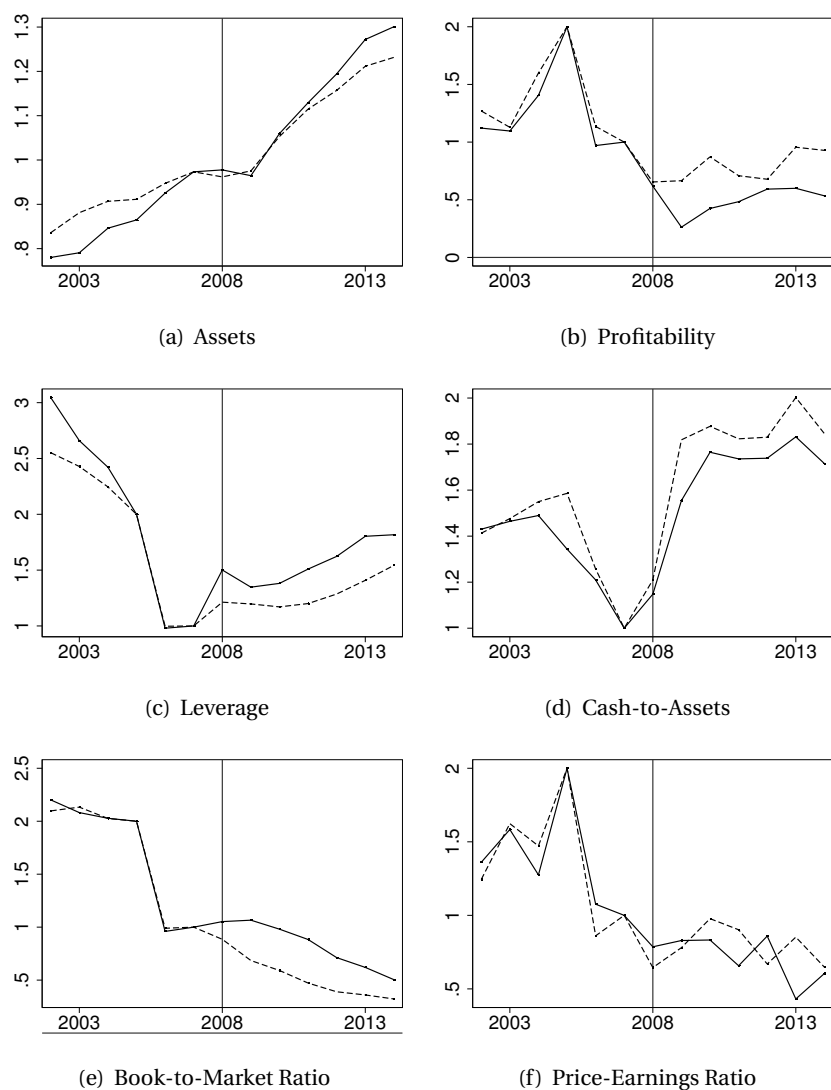 .8 .9 1 1.1 1.2 1.3
2003 2008 2013
(a) Assets
0 0.5 1 1.5 2
2003 2008 2013
(b) Profitability
1 1.5 2 2.5 3
2003 2008 2013
(c) Leverage
1 1.2 1.4 1.6 1.8 2
2003 2008 2013
(d) Cash-to-Assets
.5 1 1.5 2 2.5
2003 2008 2013
(e) Book-to-Market Ratio
.5 1 1.5 2
2003 2008 2013
(f) Price-Earnings Ratio